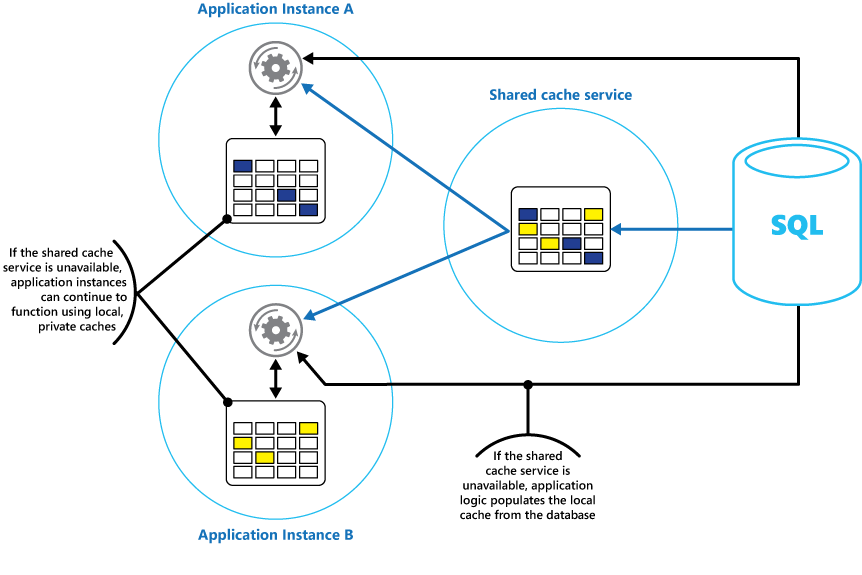 Application Instance A
Shared cache service
SQL
If the shared cache
service is unavailable,
application instances
can continue to
function using local,
private caches
If the shared
cache service is
unavailable, application
logic populates the local
cache from the database
Application Instance B